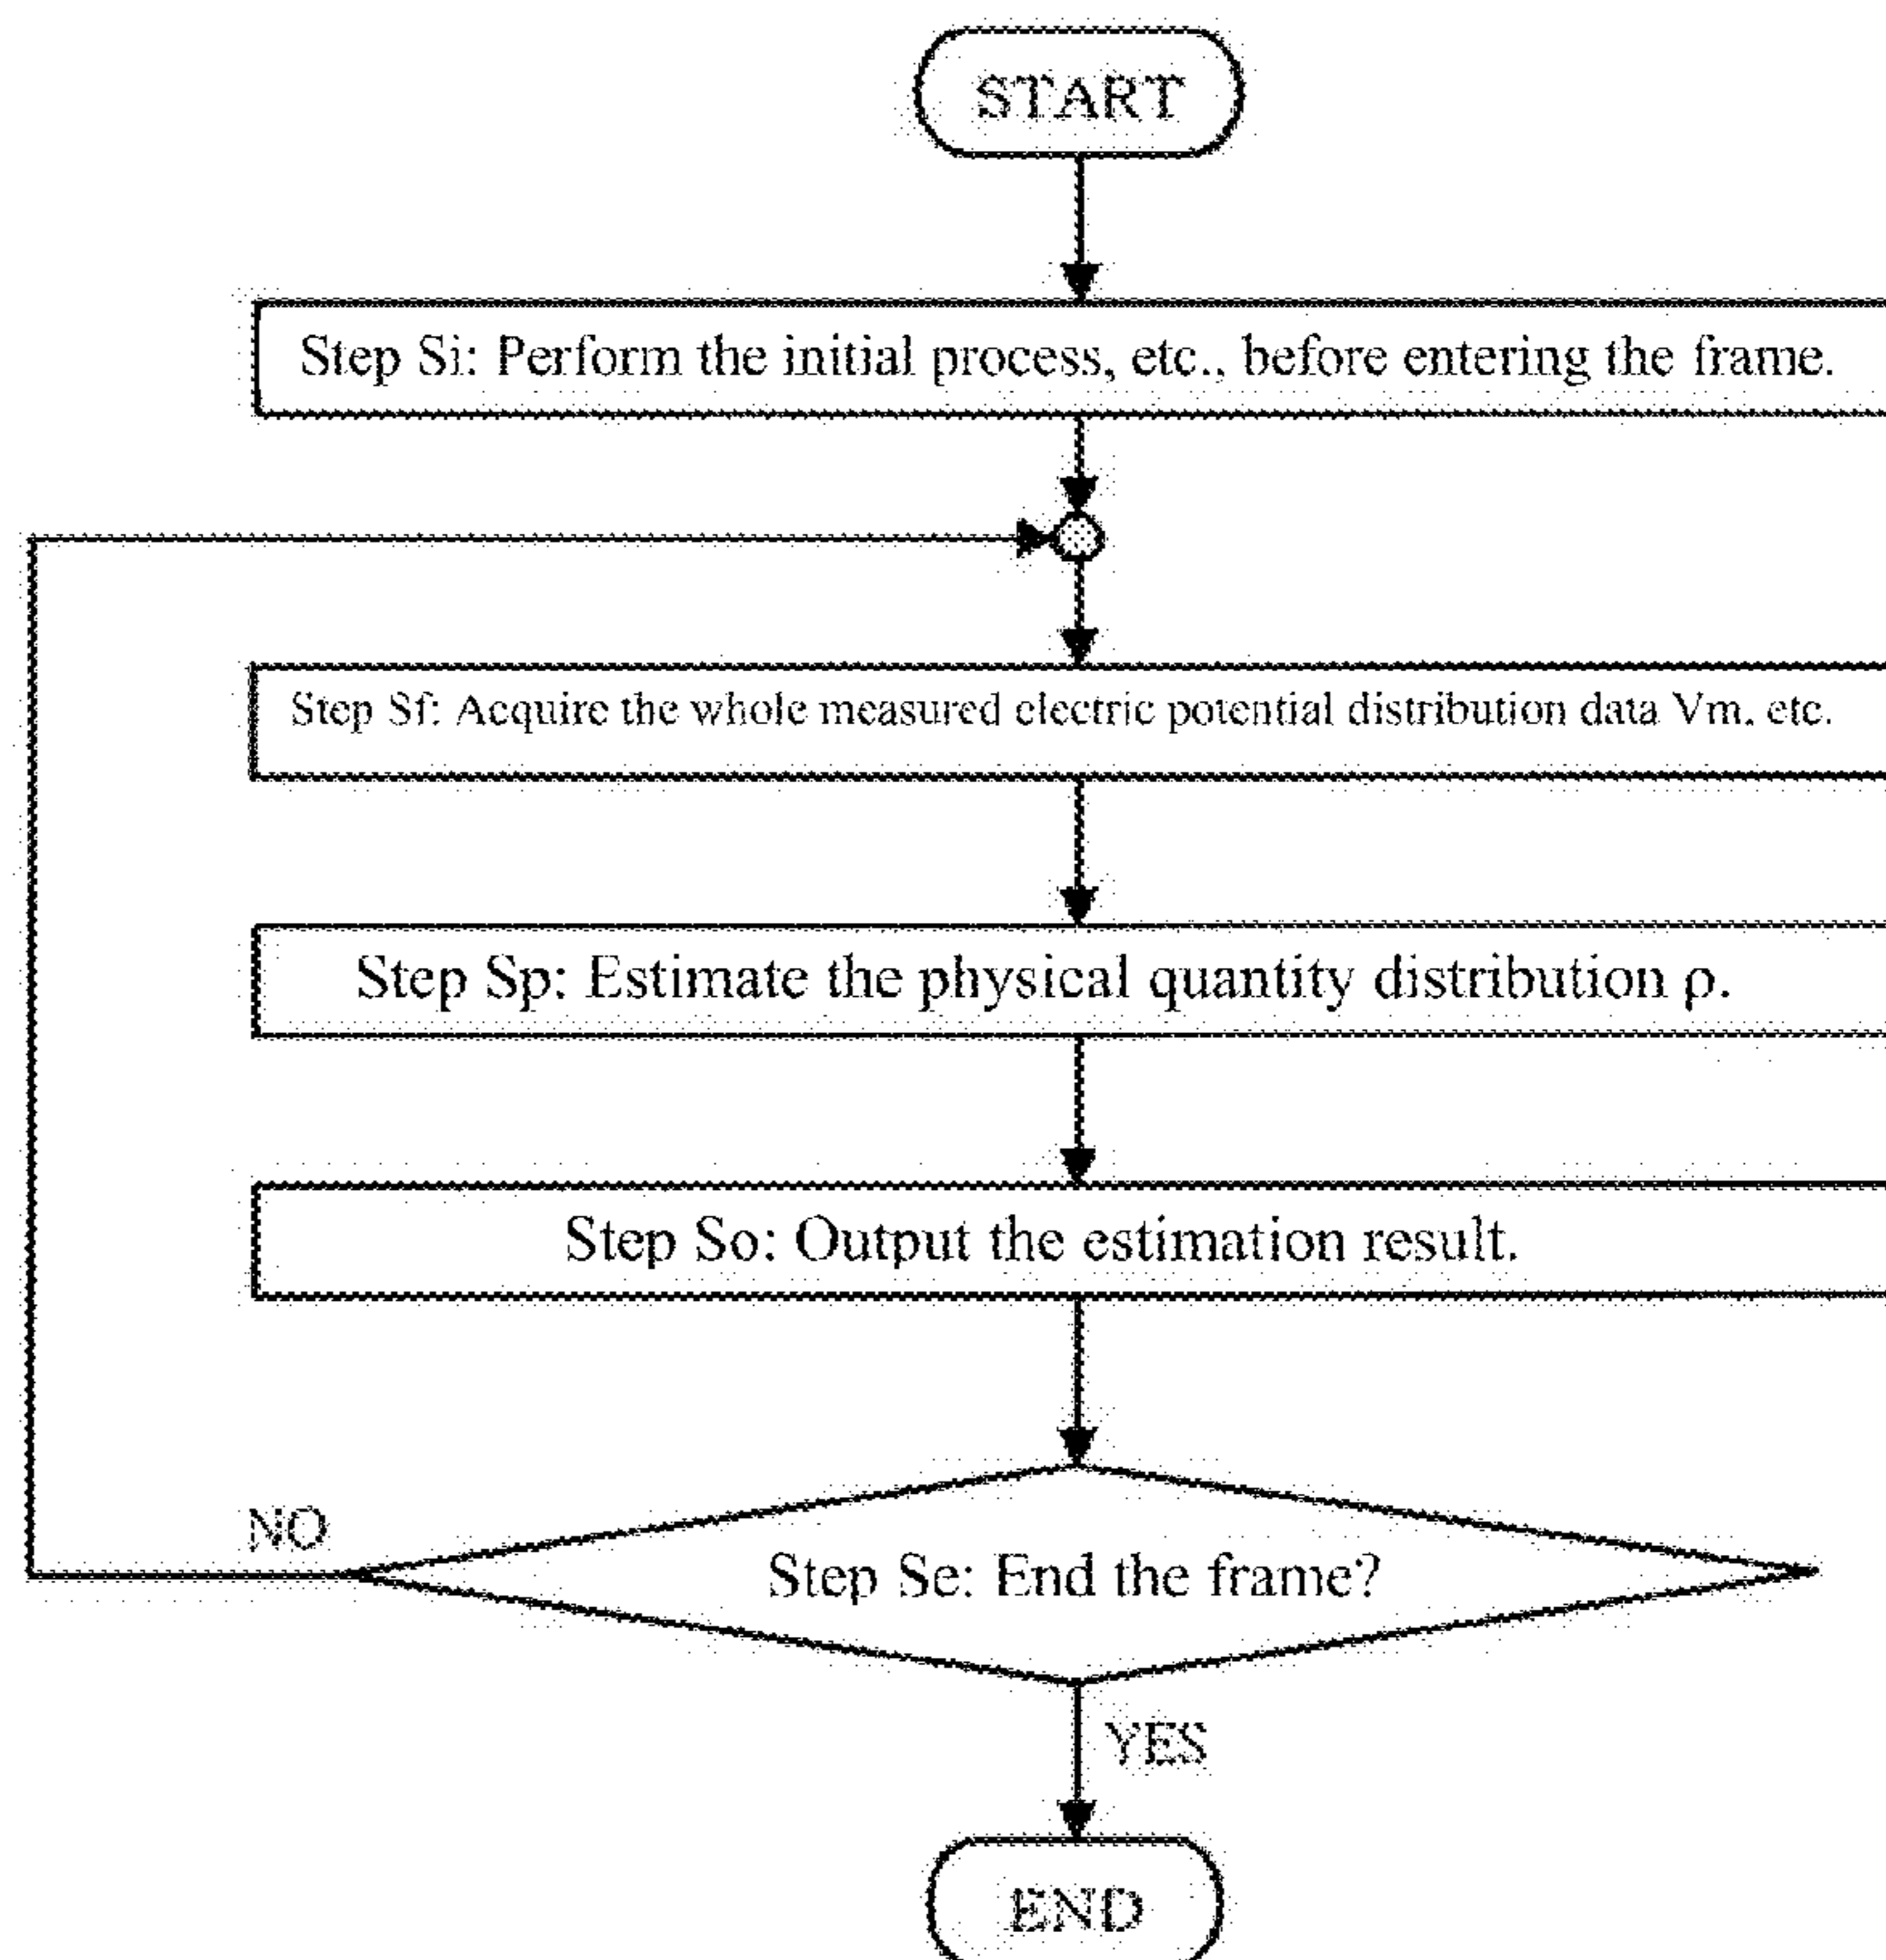 START
Step Si: Perform the initial process, etc., before entering the frame.
Step Sf: Acquire the whole measured electric potential distribution data Vm, etc.
Step Sp: Estimate the physical quantity distribution ρ.
Step So: Output the estimation result.
NO
Step Se: End the frame?
YES
END